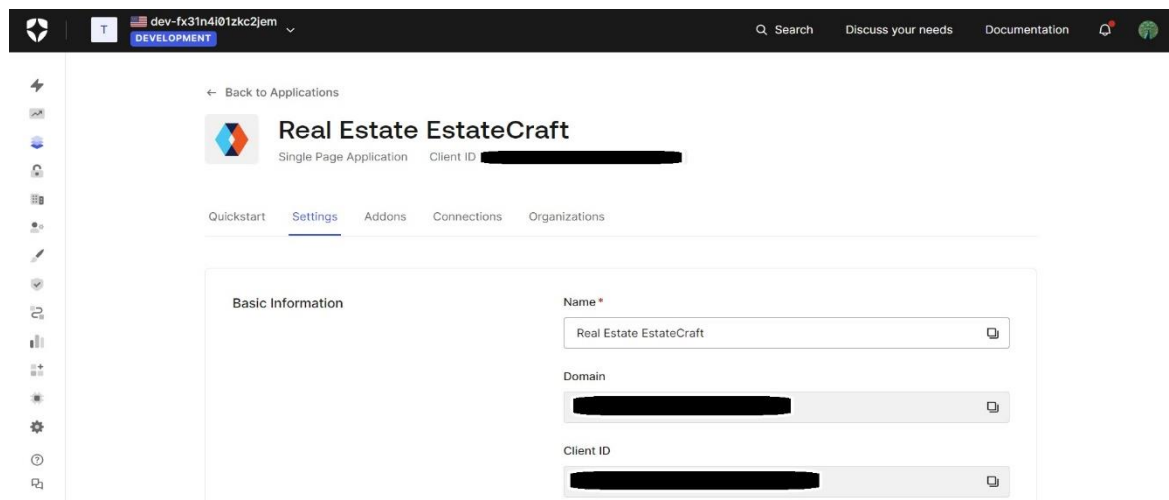 T
dev-fx31n4i01zkc2jem
DEVELOPMENT
Search
Discuss your needs
Documentation
← Back to Applications
Real Estate EstateCraft
Single Page Application Client ID
Quickstart Settings Addons Connections Organizations
Basic Information
Name *
Real Estate EstateCraft
Domain
Client ID